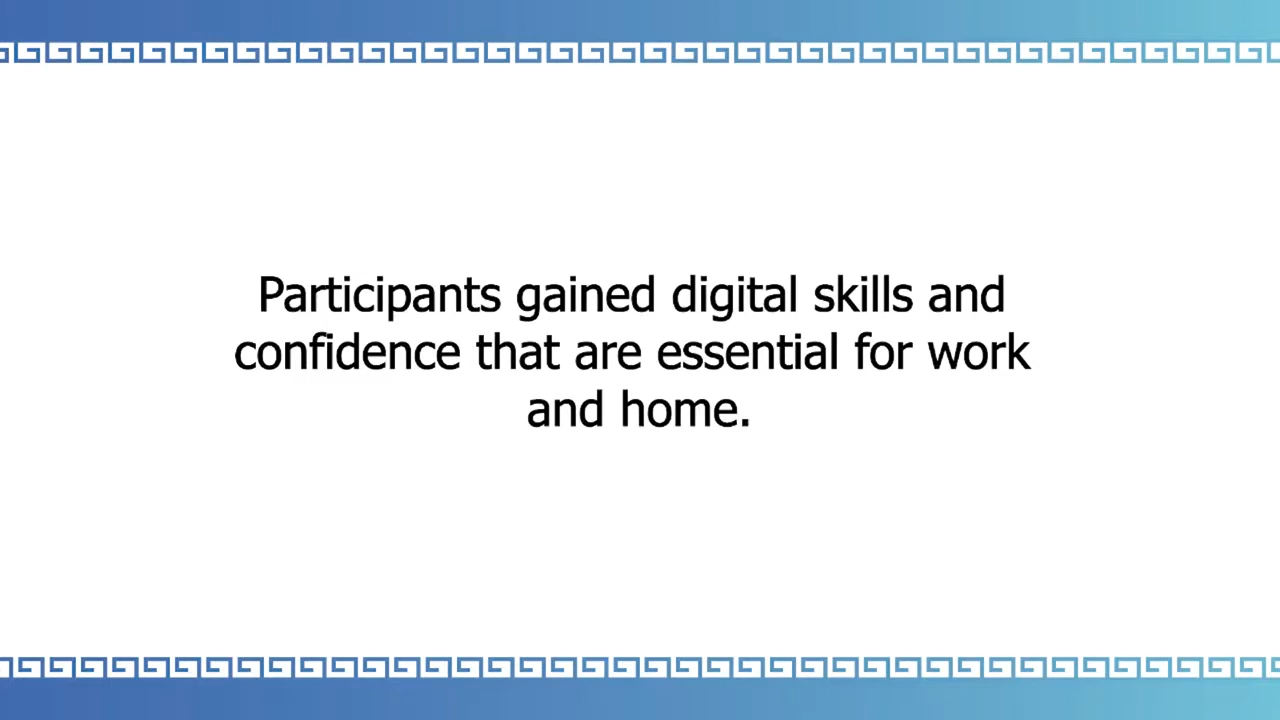 Participants gained digital skills and
confidence that are essential for work
and home.